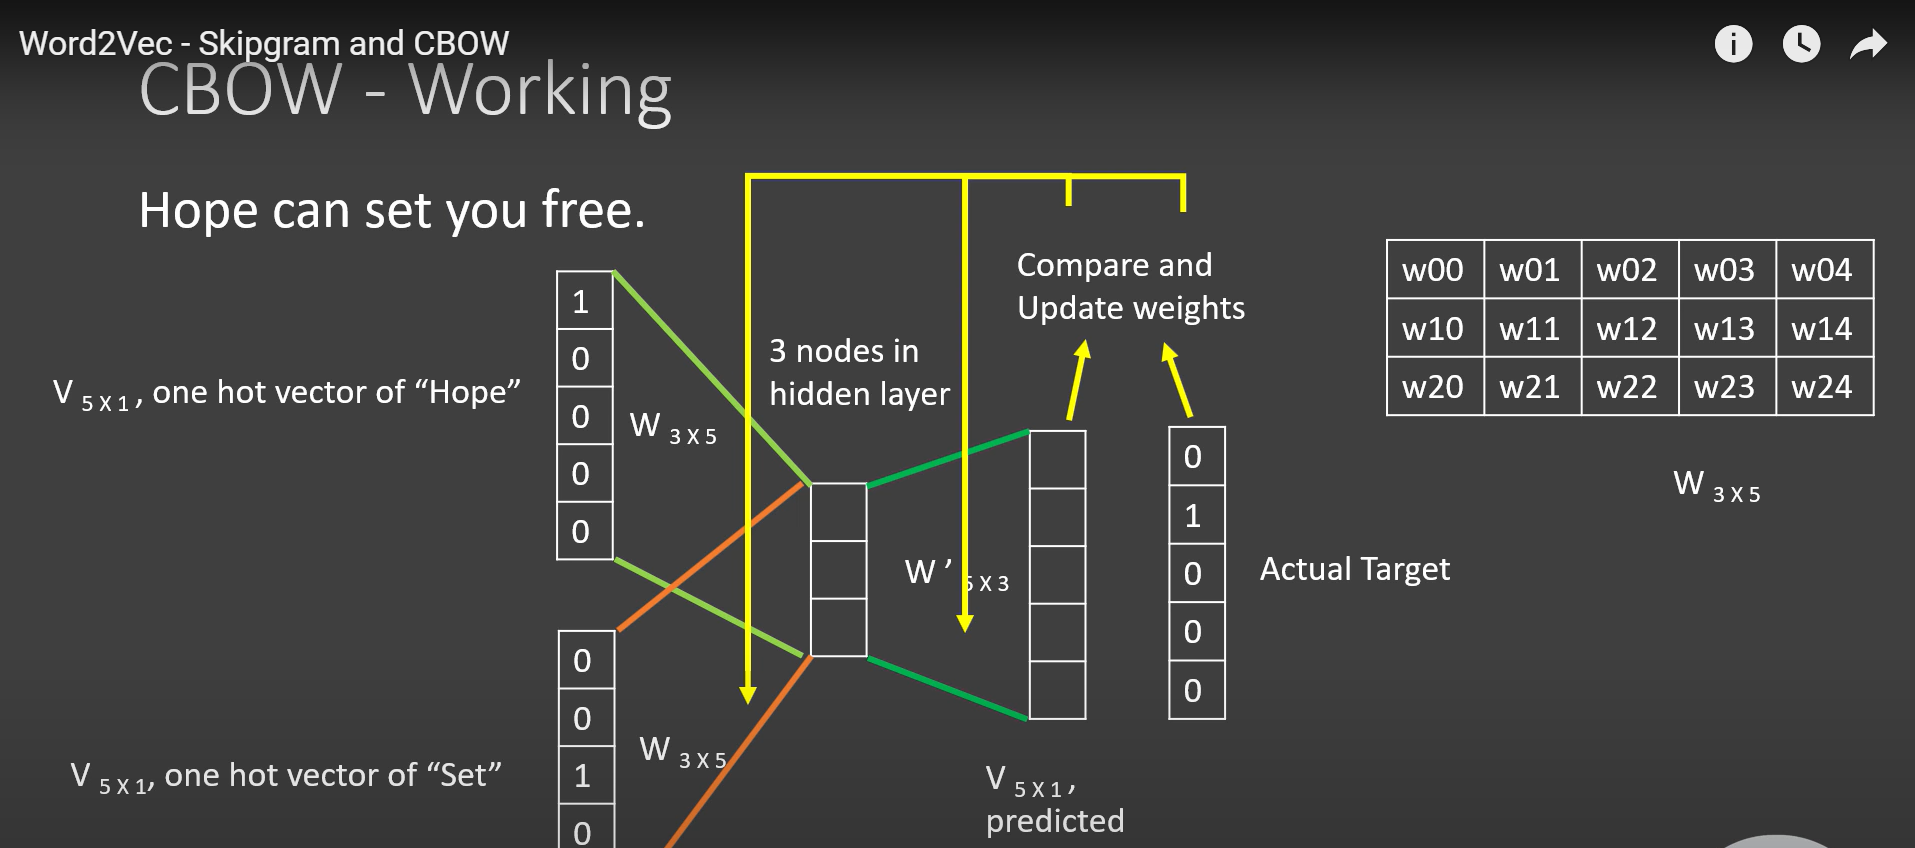 Word2Vec - Skipgram and CBOW
CBOW - Working
Hope can set you free.
Compare and
Update weights
3 nodes in
hidden layer
V 5 X 1, one hot vector of “Hope”
1
0
0
0
0
W 3 X 5
W ’ 5 X 3
0
1
0
0
0
Actual Target
w00 w01 w02 w03 w04
w10 w11 w12 w13 w14
w20 w21 w22 w23 w24
W 3 X 5
V 5 X 1, one hot vector of “Set”
0
0
1
0
W 3 X 5
V 5 X 1,
predicted